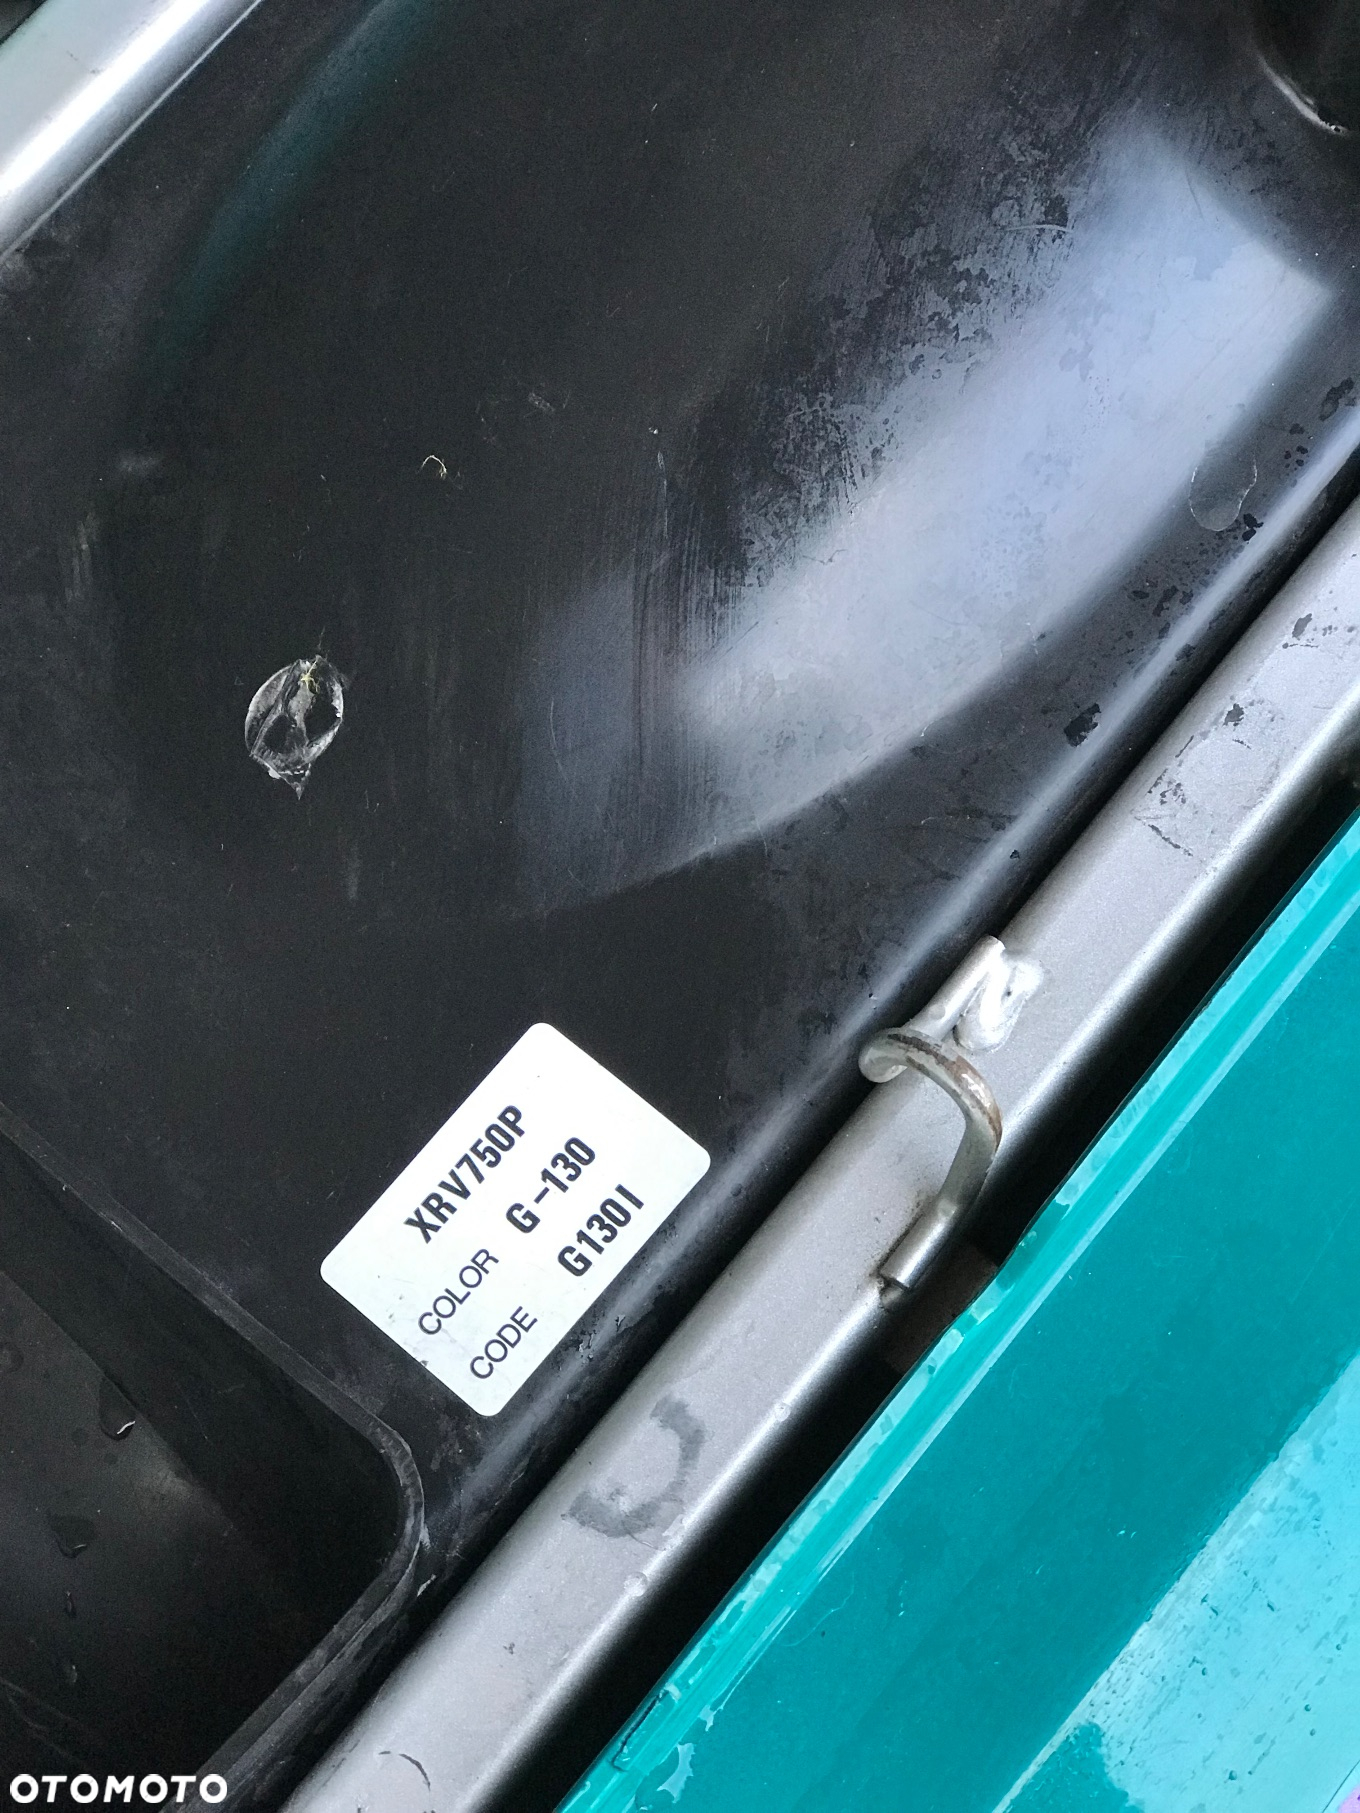 XRV750P
COLOR G-130
CODE G130I
OTOMOTO